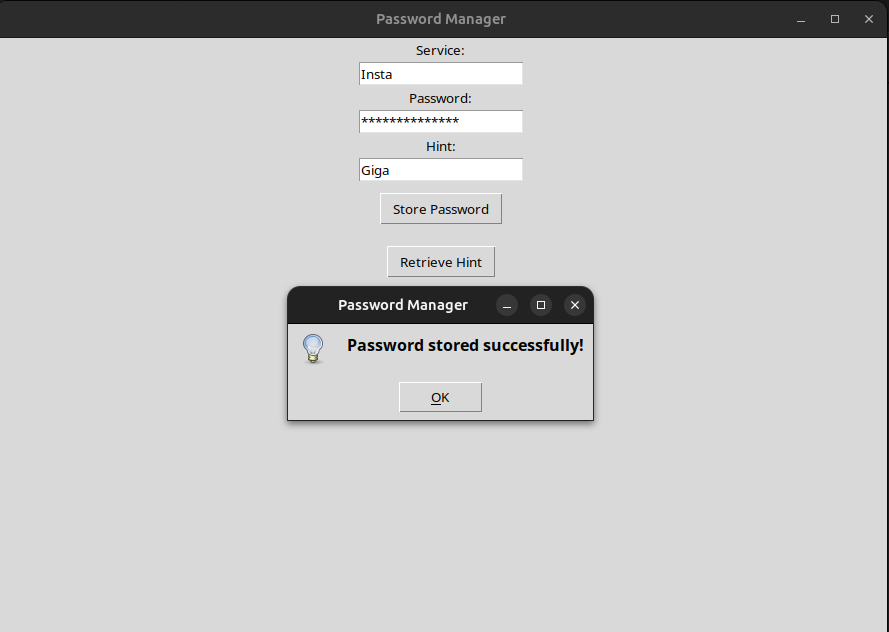 Password Manager
Service:
Insta
Password:
**************
Hint:
Giga
Store Password
Retrieve Hint
Password Manager
Password stored successfully!
OK